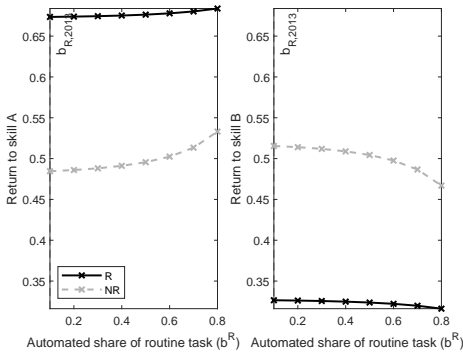 0.65
0.6
0.55
0.5
0.45
0.4
0.35
0.2 0.4 0.6 0.8
Return to skill A
Automated share of routine task (b^R)
b_R,2013
R
NR
0.65
0.6
0.55
0.5
0.45
0.4
0.35
0.2 0.4 0.6 0.8
Return to skill B
Automated share of routine task (b^R)
b_R,2013